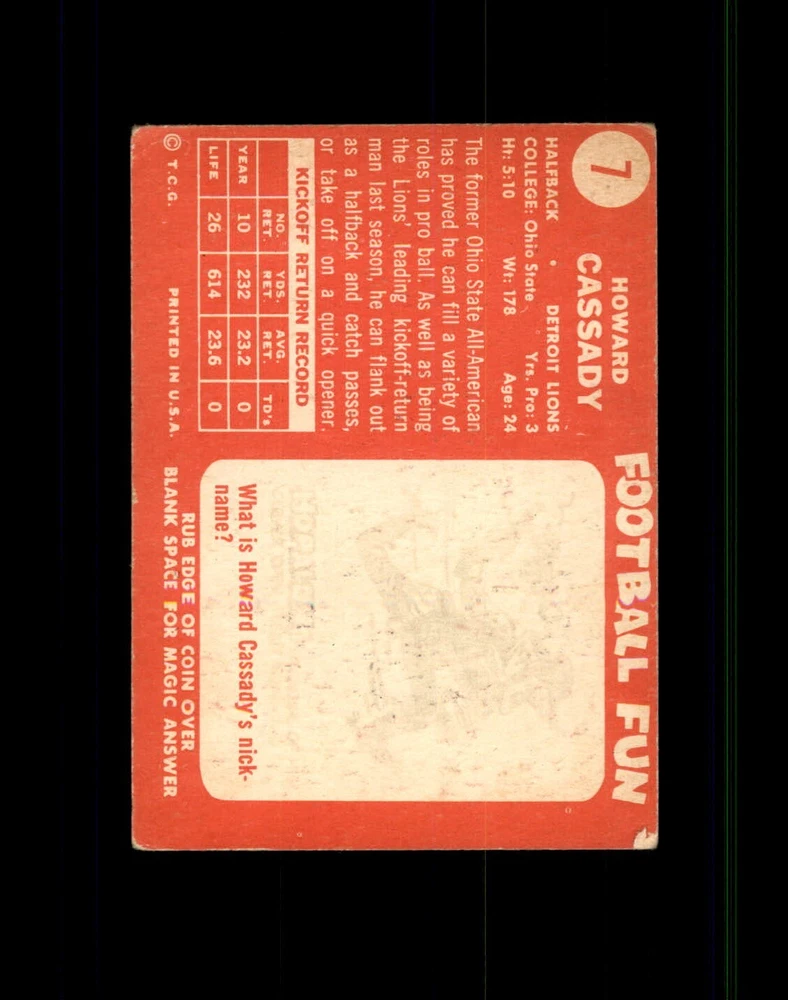 7
HOWARD
CASSADY
HALFBACK • DETROIT LIONS
COLLEGE: Ohio State Yrs. Pro: 3
Ht: 5:10 Wt: 178 Age: 24
The former Ohio State All-American
has proved he can fill a variety of
roles in pro ball. As well as being
the Lions' leading kickoff-return
man last season, he can flank out
as a halfback and catch passes,
or take off on a quick opener.
KICKOFF RETURN RECORD
NO. RET. YDS. RET. AVG. RET. TD's
YEAR 10 232 23.2 0
LIFE 26 614 23.6 0
© T.C.G. PRINTED IN U.S.A.
FOOTBALL FUN
What is Howard Cassady's nick-
name?
RUB EDGE OF COIN OVER
BLANK SPACE FOR MAGIC ANSWER